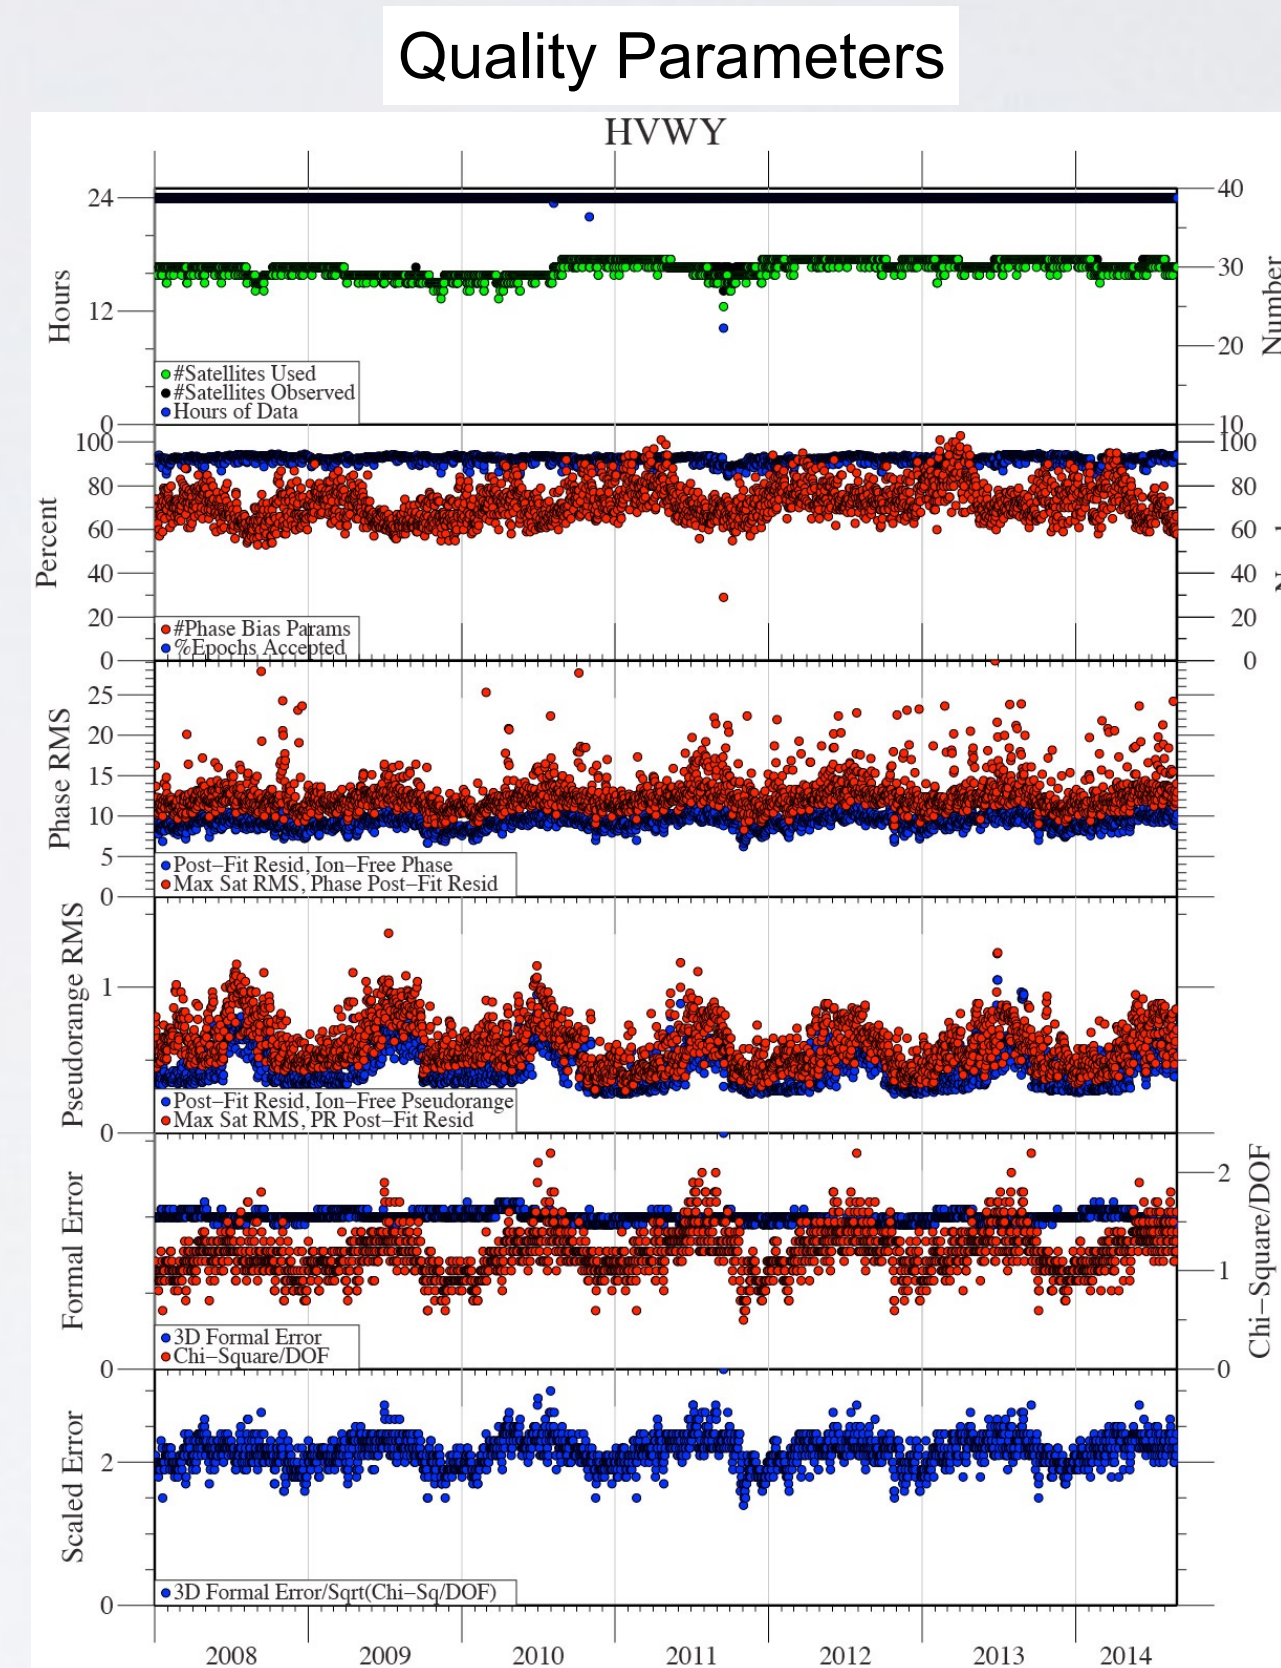 Quality Parameters
HVWY
24
12
0
Hours
40
30
20
10
Number
#Satellites Used
#Satellites Observed
Hours of Data
100
80
60
40
20
0
Percent
100
80
60
40
20
0
#Phase Bias Params
%Epochs Accepted
25
20
15
10
5
0
Phase RMS
Post-Fit Resid, Ion-Free Phase
Max Sat RMS, Phase Post-Fit Resid
1
0
Pseudorange RMS
Post-Fit Resid, Ion-Free Pseudorange
Max Sat RMS, PR Post-Fit Resid
0
Formal Error
2
1
0
Chi-Square/DOF
3D Formal Error
Chi-Square/DOF
2
0
Scaled Error
3D Formal Error/Sqrt(Chi-Sq/DOF)
2008 2009 2010 2011 2012 2013 2014